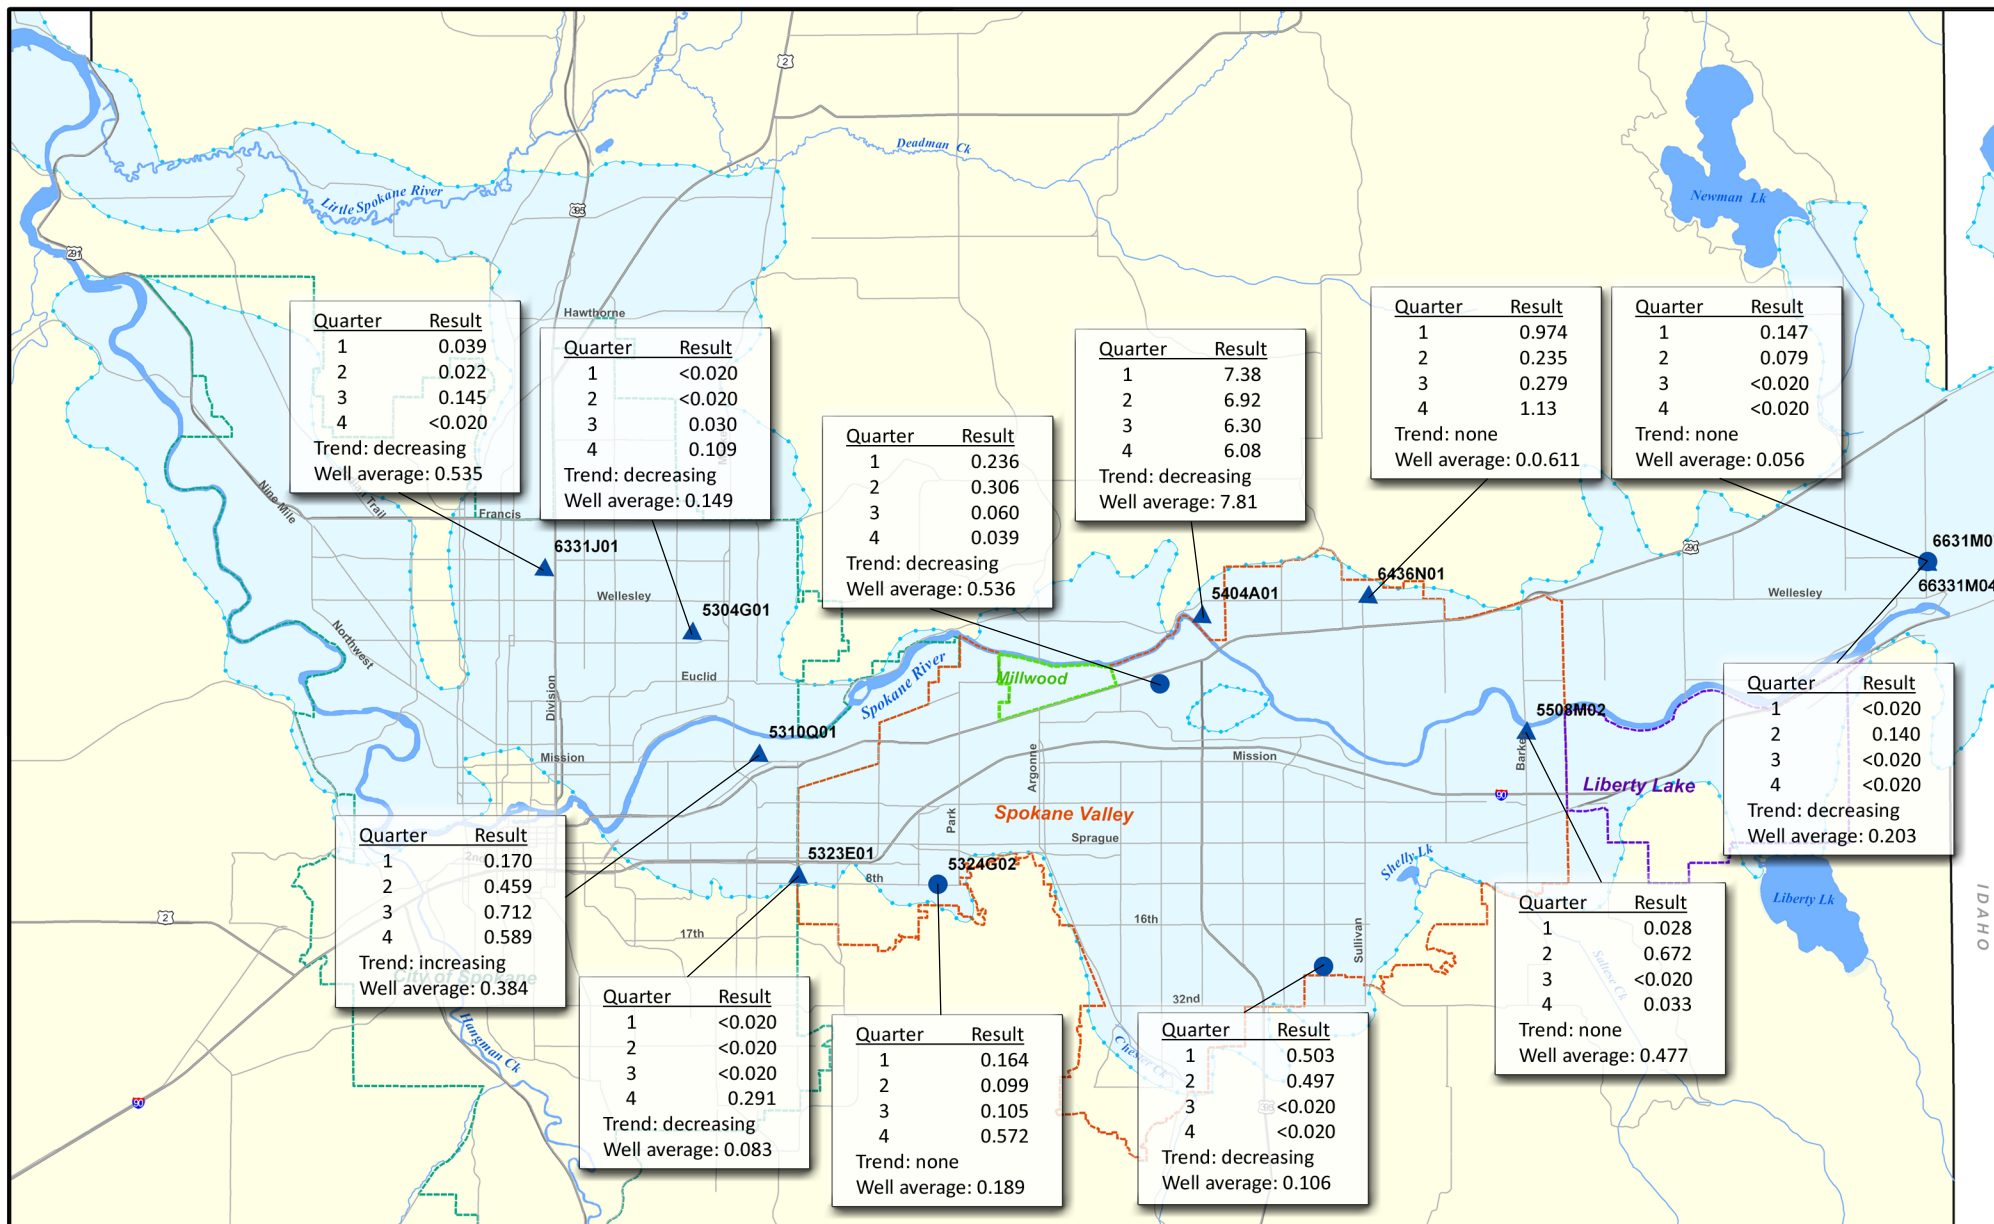 2
Deadman Ck
Little Spokane River
395
291
Newman Lk
Hawthorne
Quarter Result
1 0.039
2 0.022
3 0.145
4 <0.020
Trend: decreasing
Well average: 0.535
Quarter Result
1 <0.020
2 <0.020
3 0.030
4 0.109
Trend: decreasing
Well average: 0.149
Quarter Result
1 0.236
2 0.306
3 0.060
4 0.039
Trend: decreasing
Well average: 0.536
Quarter Result
1 7.38
2 6.92
3 6.30
4 6.08
Trend: decreasing
Well average: 7.81
Quarter Result
1 0.974
2 0.235
3 0.279
4 1.13
Trend: none
Well average: 0.0.611
Quarter Result
1 0.147
2 0.079
3 <0.020
4 <0.020
Trend: none
Well average: 0.056
Nine Mile
Trail
Francis
6331J01
290
6631M0
6436N01
66331M04
Wellesley
5304G01
5404A01
Wellesley
Northwest
Euclid
Spokane River
Millwood
Division
5310Q01
5508M02
Mission
Mission
Argonne
Barke
90
Liberty Lake
Spokane Valley
Park
Sprague
Quarter Result
1 <0.020
2 0.140
3 <0.020
4 <0.020
Trend: decreasing
Well average: 0.203
Quarter Result
1 0.170
2 0.459
3 0.712
4 0.589
Trend: increasing
Well average: 0.384
City of Spokane
2nd
5323E01
5324G02
8th
Shelly Lk
Liberty Lk
2
17th
16th
Sullivan
IDAHO
32nd
Hangman Ck
Chester Ck
Saltese Ck
90
395
Quarter Result
1 <0.020
2 <0.020
3 <0.020
4 0.291
Trend: decreasing
Well average: 0.083
Quarter Result
1 0.164
2 0.099
3 0.105
4 0.572
Trend: none
Well average: 0.189
Quarter Result
1 0.503
2 0.497
3 <0.020
4 <0.020
Trend: decreasing
Well average: 0.106
Quarter Result
1 0.028
2 0.672
3 <0.020
4 0.033
Trend: none
Well average: 0.477